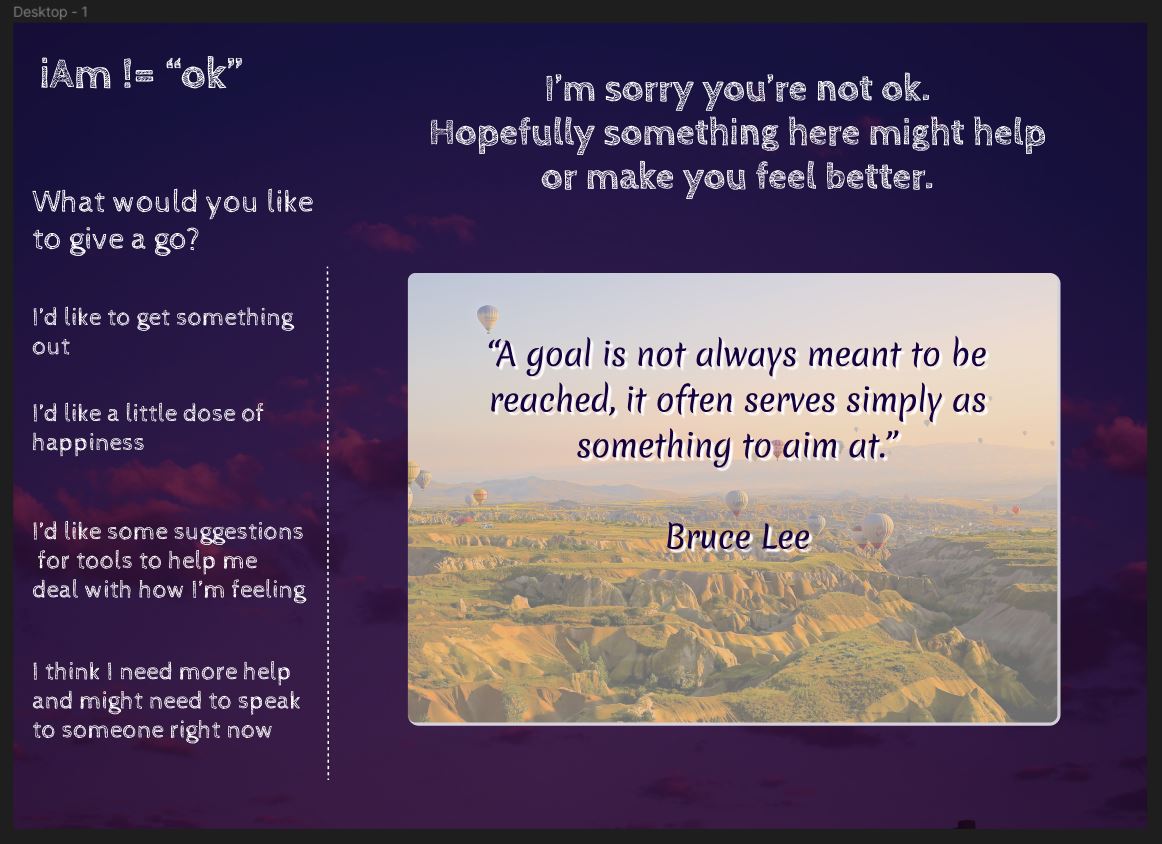 Desktop - 1
iAm != “ok”
I’m sorry you’re not ok.
Hopefully something here might help
or make you feel better.
What would you like
to give a go?
I’d like to get something
out
I’d like a little dose of
happiness
I’d like some suggestions
for tools to help me
deal with how I’m feeling
I think I need more help
and might need to speak
to someone right now
“A goal is not always meant to be
reached, it often serves simply as
something to aim at.”
Bruce Lee